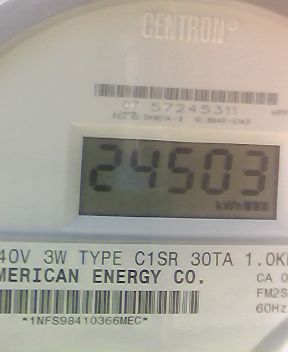 CENTRON®
C7 57245311
24503
kWh
40V 3W TYPE C1SR 30TA 1.0K
MERICAN ENERGY CO.
CA 0
FM2S
60Hz
*1NFS98410366MEC*